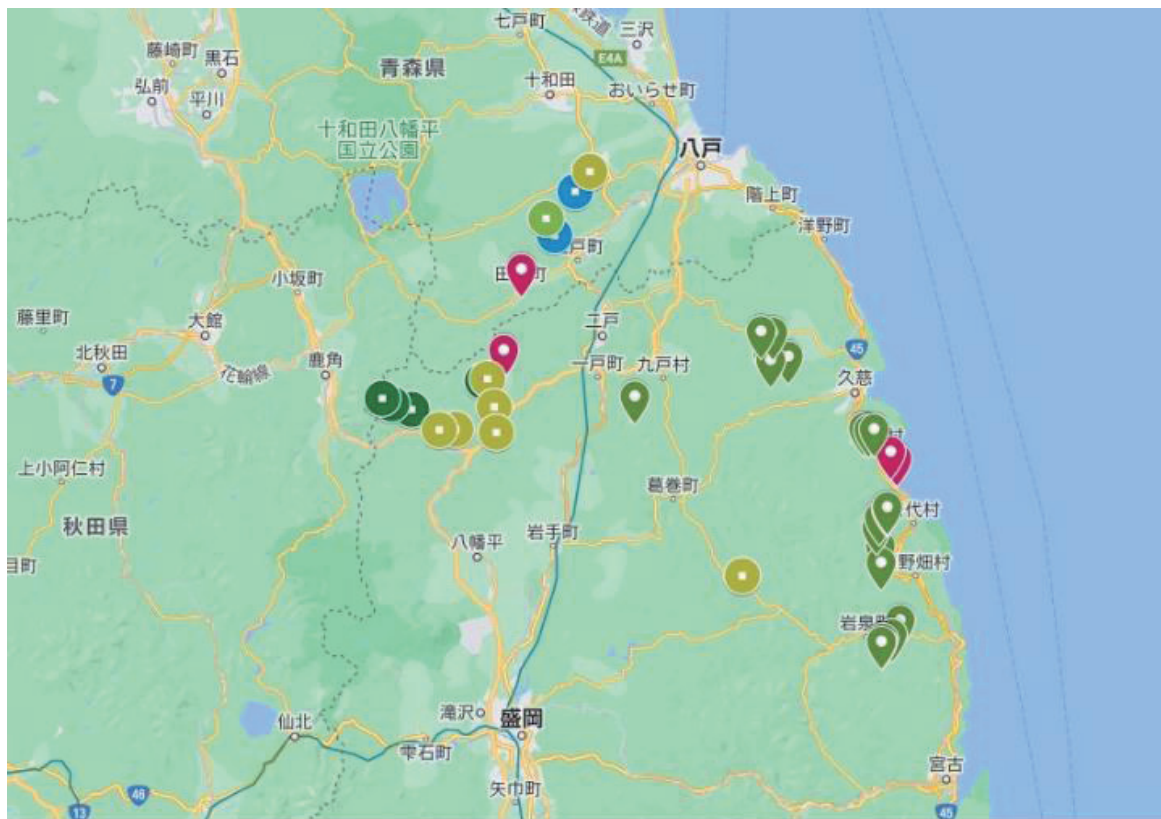 七戸町
三沢
E4A
藤崎町
黒石
青森県
弘前
平川
十和田
おいらせ町
十和田八幡平
国立公園
八戸
階上町
洋野町
戸町
小坂町
藤里町
大館
二戸
北秋田
鹿角
一戸町
九戸村
45
7
花輪線
久慈
上小阿仁村
葛巻町
代村
秋田県
岩手町
八幡平
野畑村
目町
滝沢
盛岡
仙北
雫石町
宮古
矢巾町
46
13
45